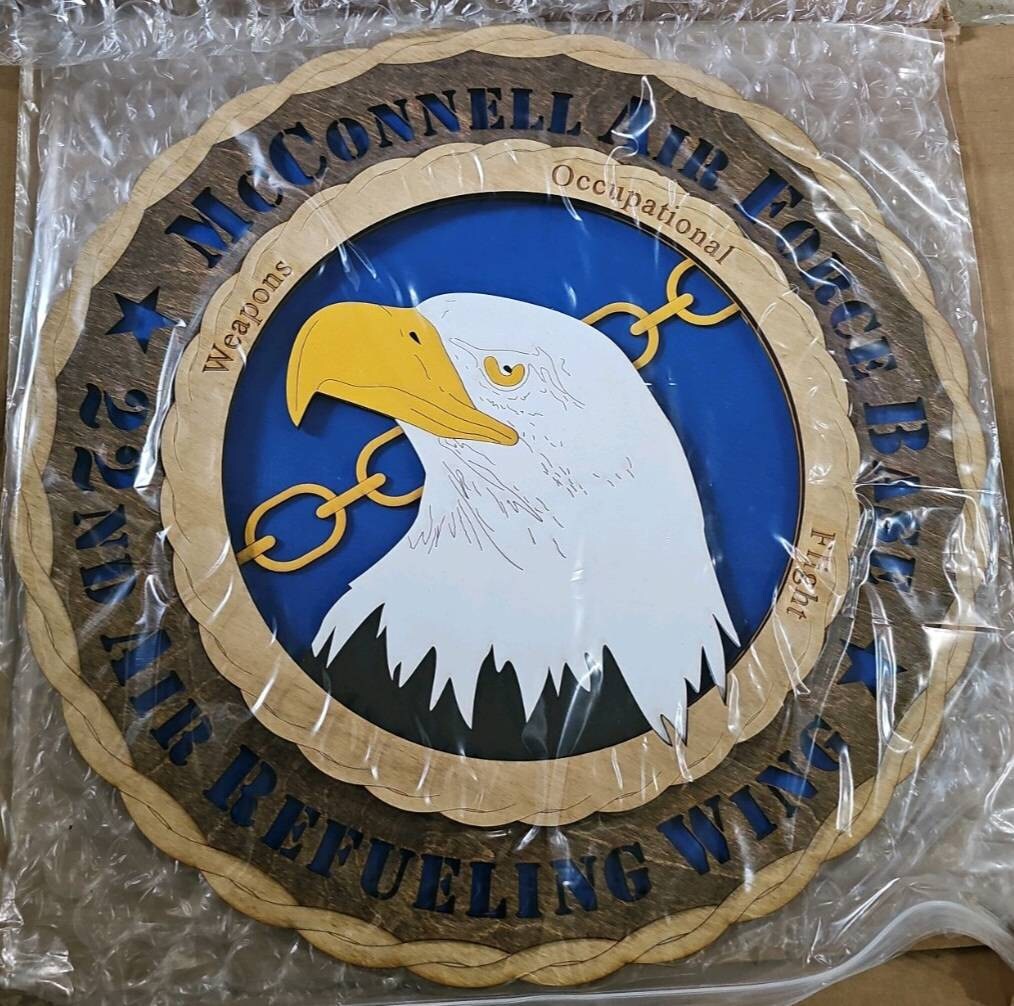 McConnell Air Force Base
22nd Air Refueling Wing
Weapons
Occupational
Flight